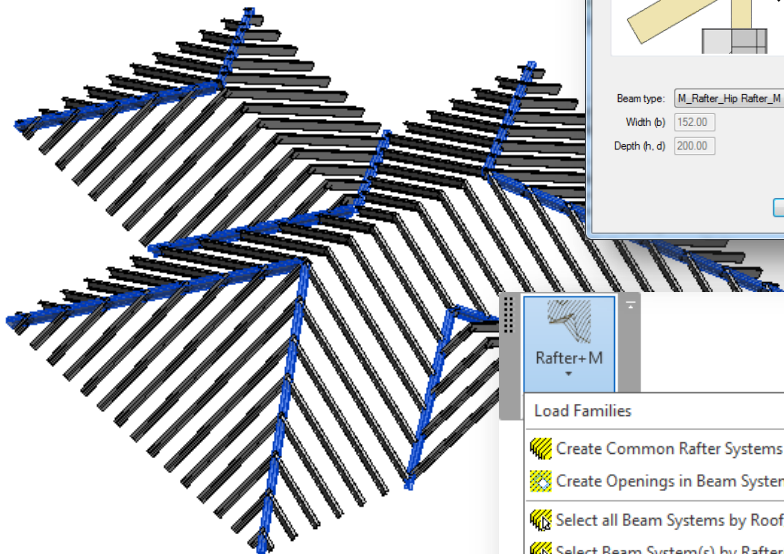 Beam type: M_Rafter_Hip Rafter_M
Width (b) 152.00
Depth (h, d) 200.00
Rafter+M
Load Families
Create Common Rafter Systems
Create Openings in Beam System
Select all Beam Systems by Roof
Select Beam System(s) by Rafter